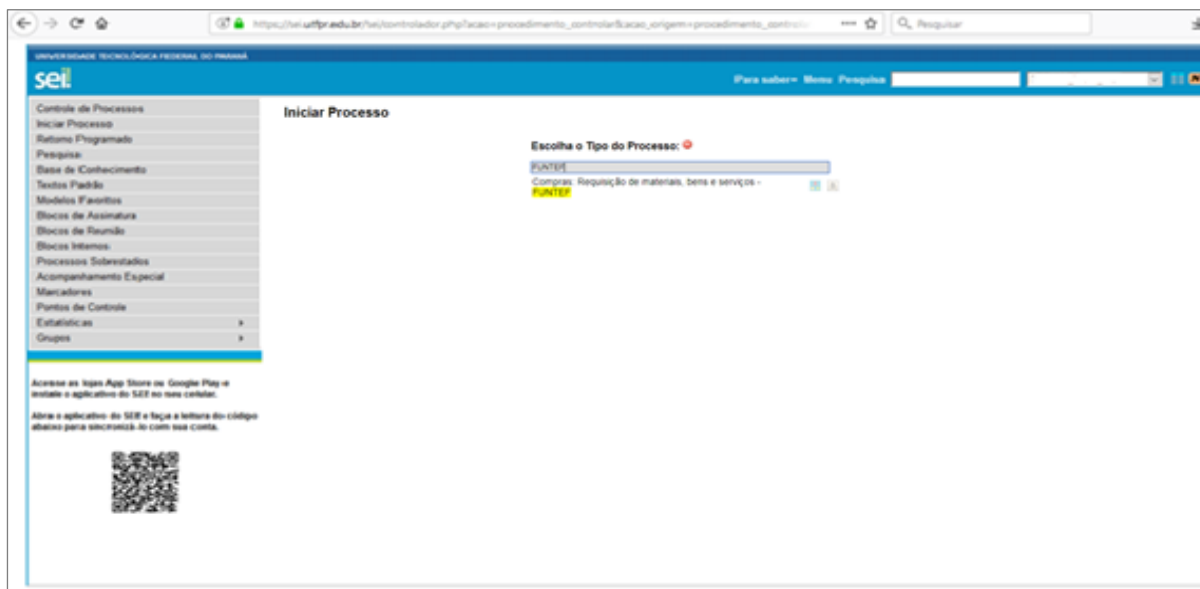 https://sei.utfpr.edu.br/sei/controlador.php?acao=procedimento_controlar&acao_origem=procedimento_contro
Pesquisar
UNIVERSIDADE TECNOLÓGICA FEDERAL DO PARANÁ
sei!
Para saber+ Menu Pesquisa
Controle de Processos
Iniciar Processo
Retorno Programado
Pesquisa
Base de Conhecimento
Textos Padrão
Modelos Favoritos
Blocos de Assinatura
Blocos de Reunião
Blocos Internos
Processos Sobrestados
Acompanhamento Especial
Marcadores
Pontos de Controle
Estatísticas
Grupos
Acesse as lojas App Store ou Google Play e
instale o aplicativo do SEI! no seu celular.
Abra o aplicativo do SEI! e faça a leitura do código
abaixo para sincronizá-lo com sua conta.
Iniciar Processo
Escolha o Tipo do Processo:
FUNTEF
Compras: Requisição de materiais, bens e serviços -
FUNTEF